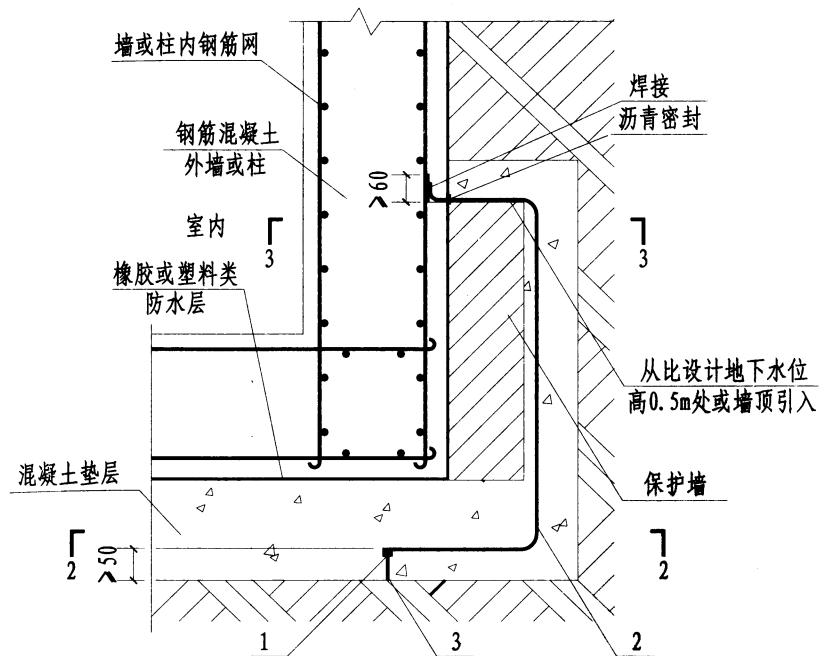 墙或柱内钢筋网
焊接
沥青密封
钢筋混凝土
外墙或柱
≥60
室内
3
3
橡胶或塑料类
防水层
从比设计地下水位
高0.5m处或墙顶引入
混凝土垫层
保护墙
2
≥50
2
1
3
2